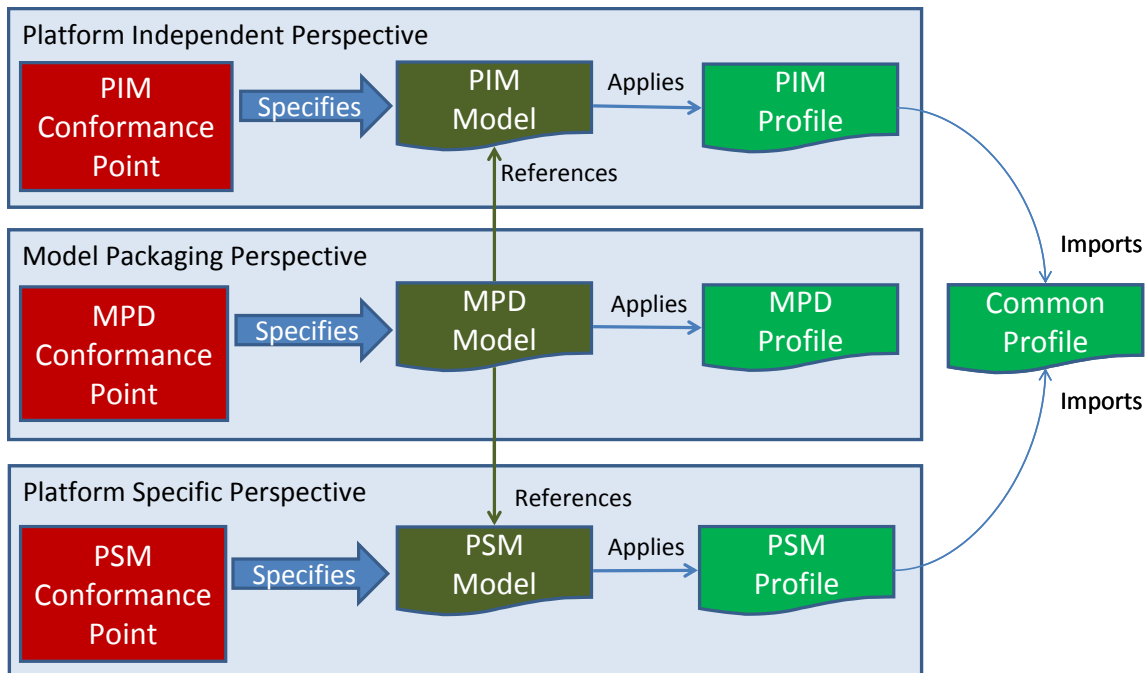 Platform Independent Perspective
PIM
Conformance
Point
Specifies
PIM
Model
Applies
PIM
Profile
References
Imports
Model Packaging Perspective
MPD
Conformance
Point
Specifies
MPD
Model
Applies
MPD
Profile
Common
Profile
Imports
Platform Specific Perspective
References
PSM
Conformance
Point
Specifies
PSM
Model
Applies
PSM
Profile